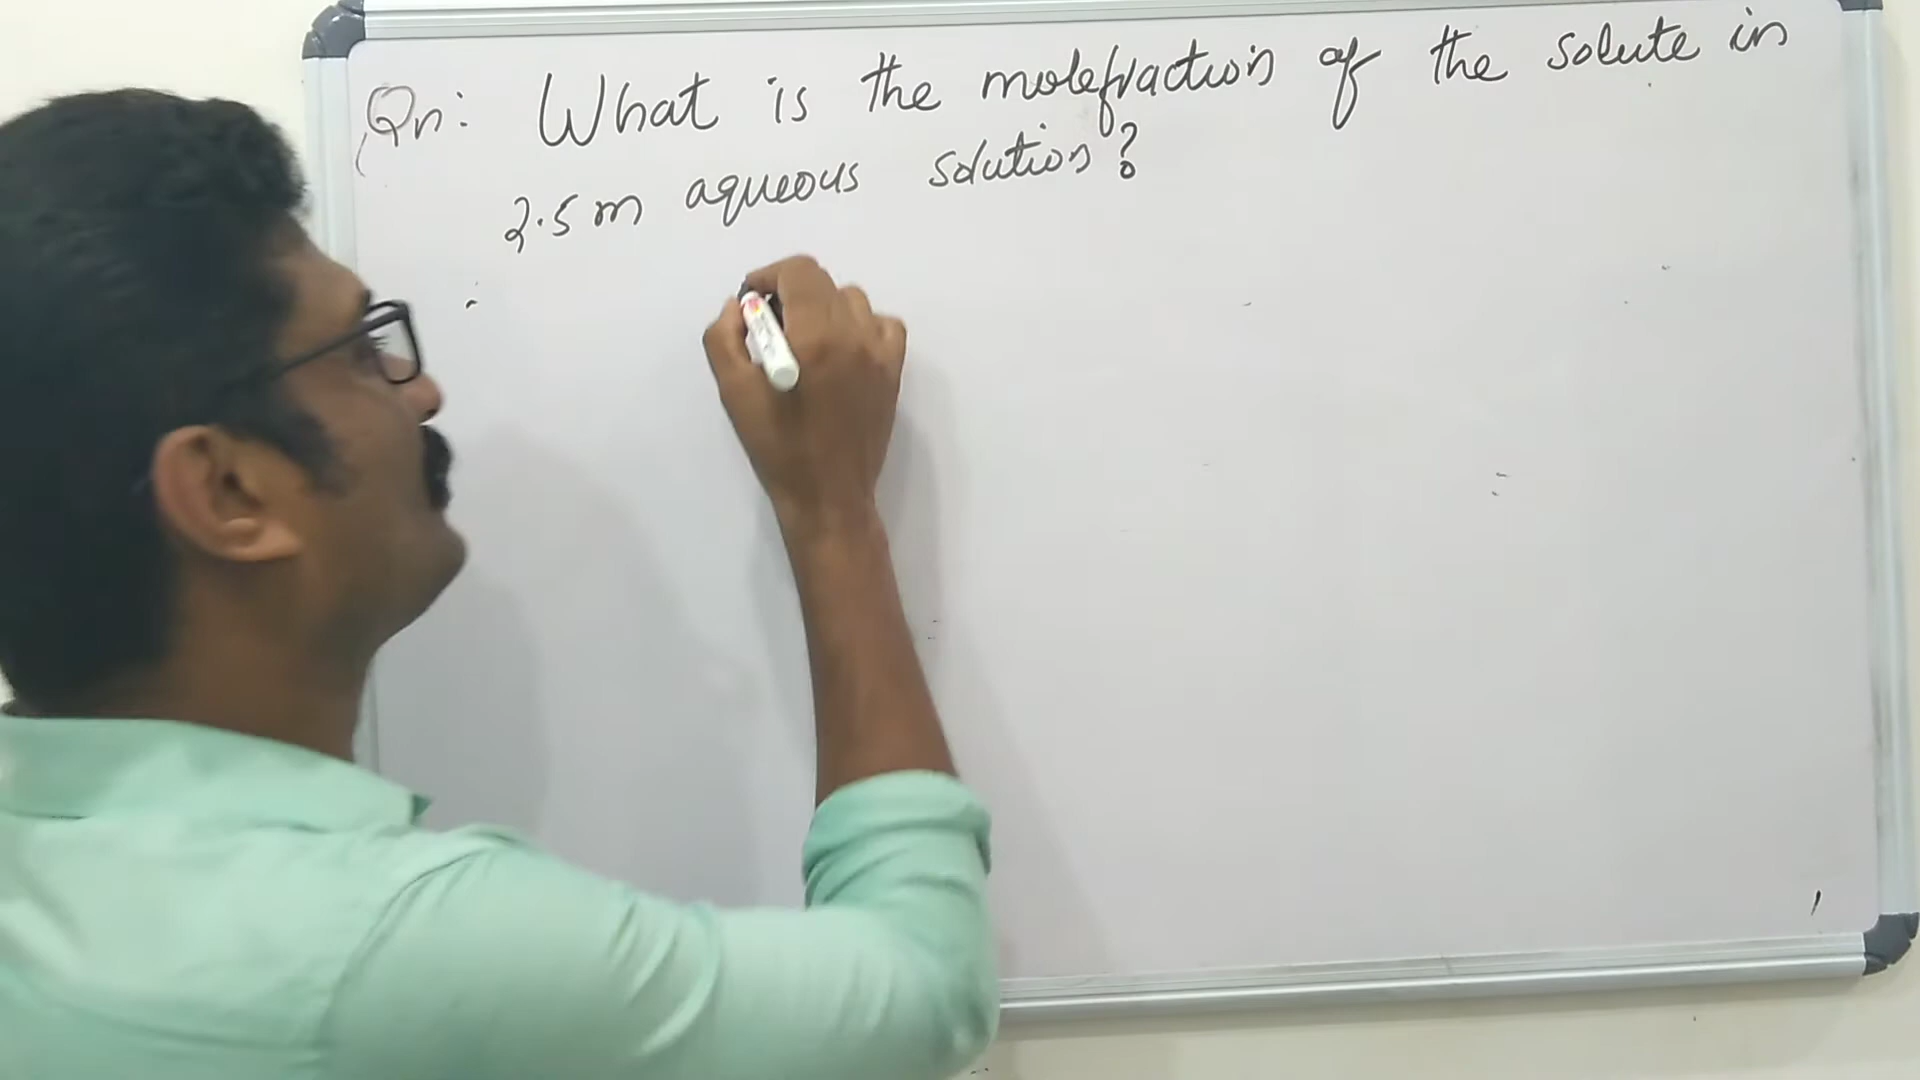 Qn: What is the molefraction of the solute in
2.5 m aqueous solution?